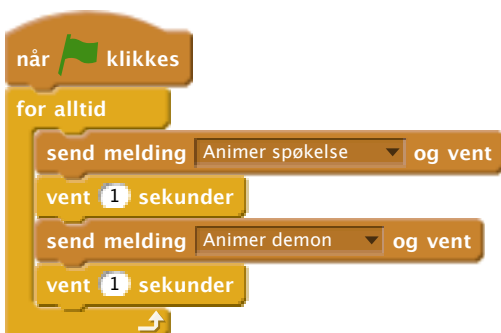 når klikkes
for alltid
send melding Animer spøkelse og vent
vent 1 sekunder
send melding Animer demon og vent
vent 1 sekunder